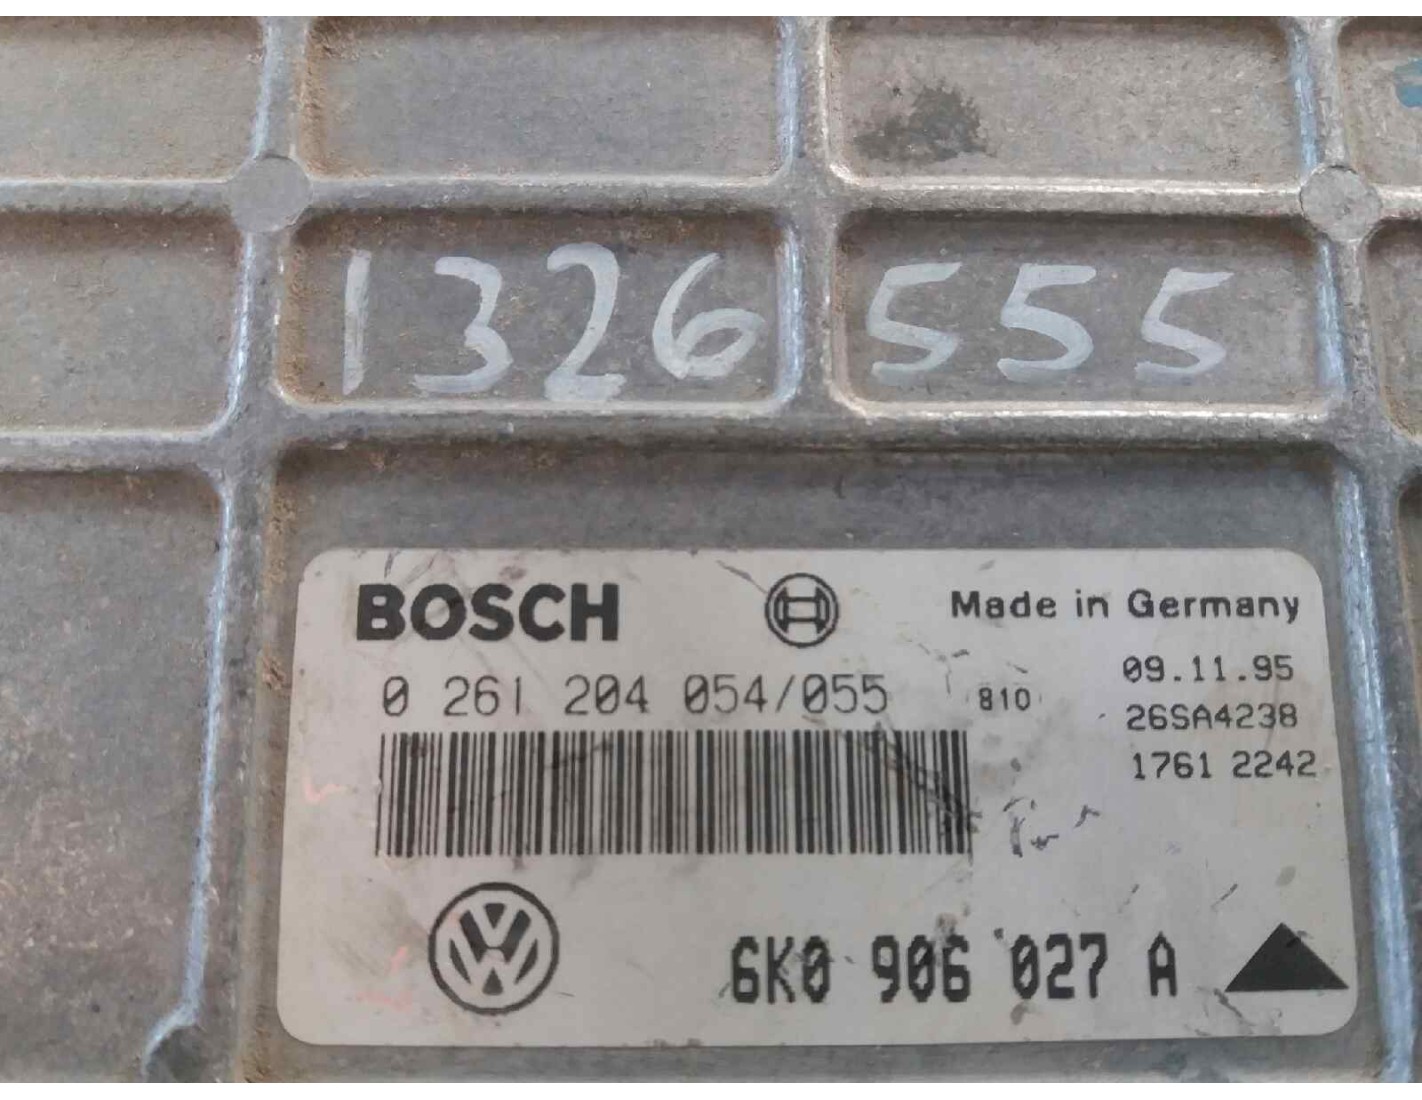 1326 555
BOSCH
Made in Germany
0 261 204 054/055
810
09.11.95
26SA4238
1761 2242
6K0 906 027 A